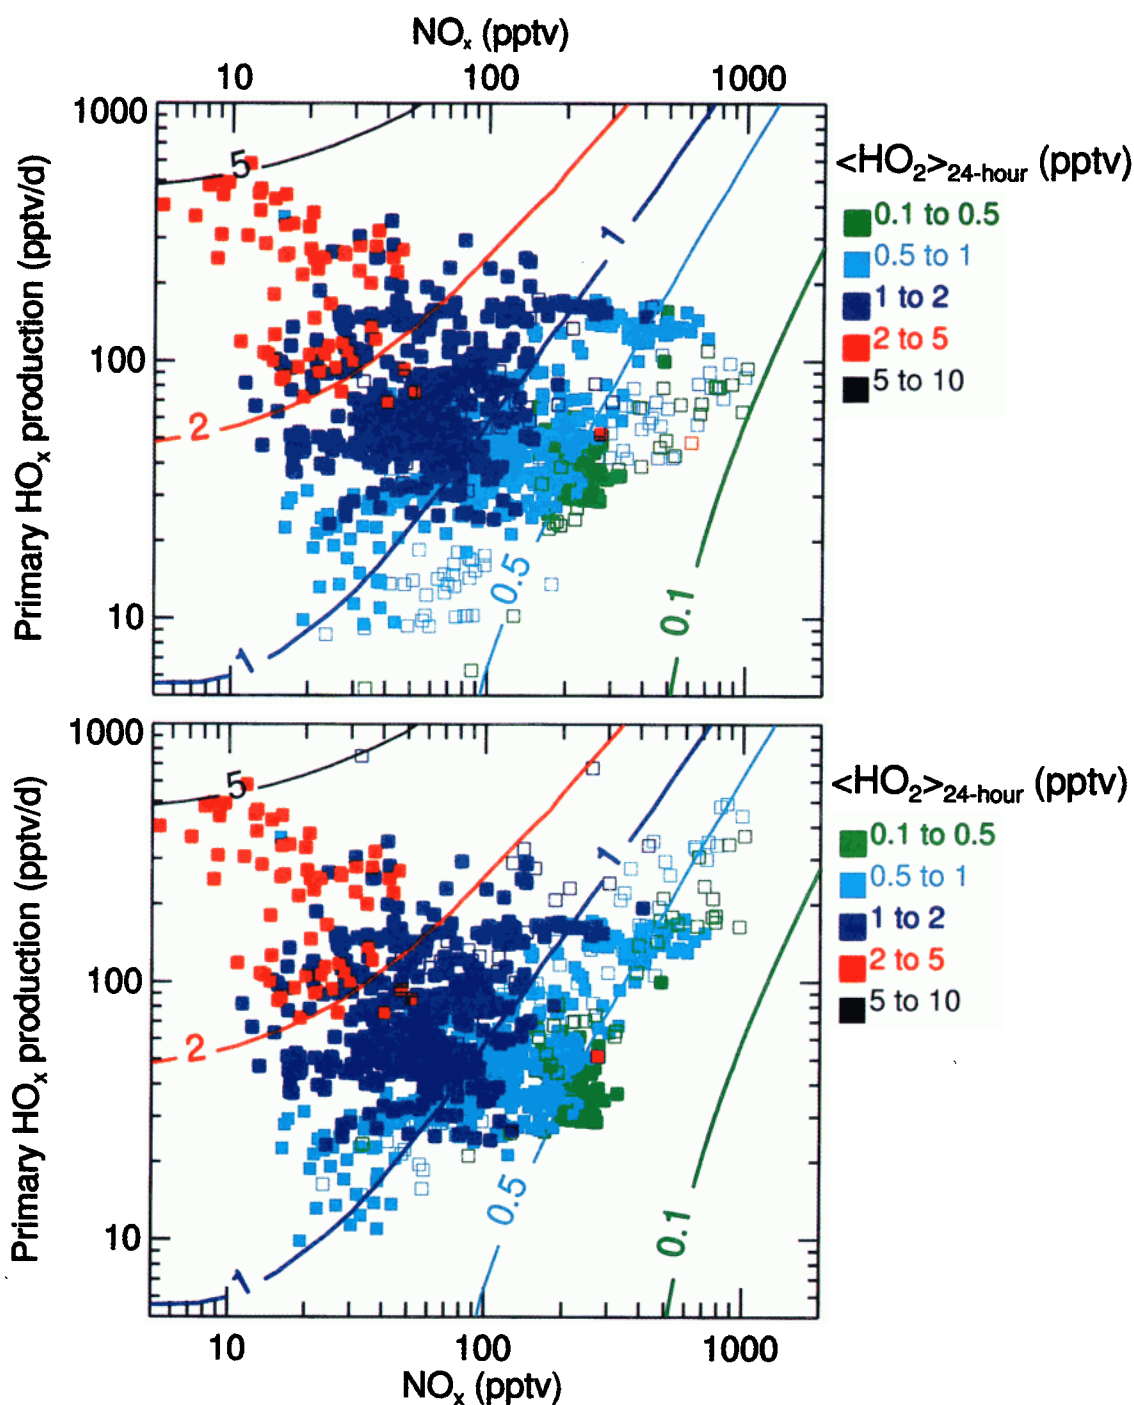 NOx (pptv)
10 100 1000
1000
100
10
Primary HOx production (pptv/d)
5
2
1
1
0.5
0.1
<HO2>24-hour (pptv)
0.1 to 0.5
0.5 to 1
1 to 2
2 to 5
5 to 10
1000
100
10
Primary HOx production (pptv/d)
5
2
1
1
0.5
0.1
<HO2>24-hour (pptv)
0.1 to 0.5
0.5 to 1
1 to 2
2 to 5
5 to 10
10 100 1000
NOx (pptv)